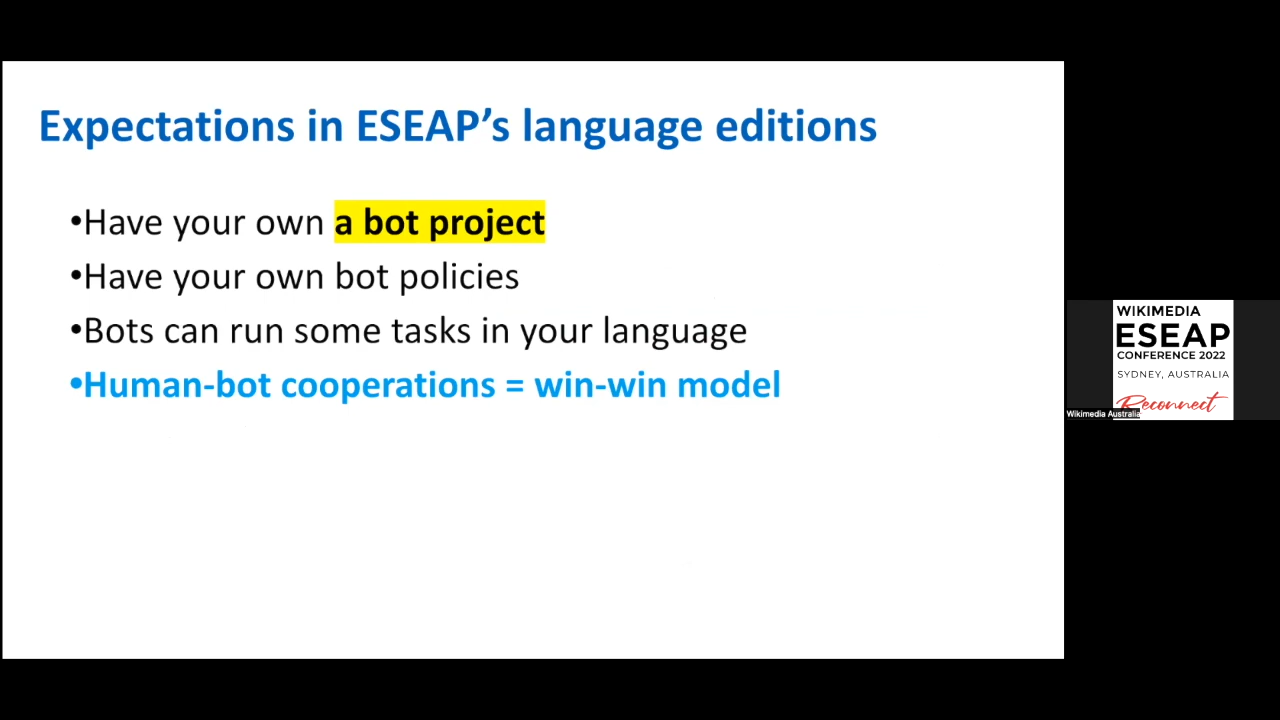 Expectations in ESEAP’s language editions
•Have your own a bot project
•Have your own bot policies
•Bots can run some tasks in your language
•Human-bot cooperations = win-win model
WIKIMEDIA
ESEAP
CONFERENCE 2022
SYDNEY, AUSTRALIA
Reconnect
Wikimedia Australia